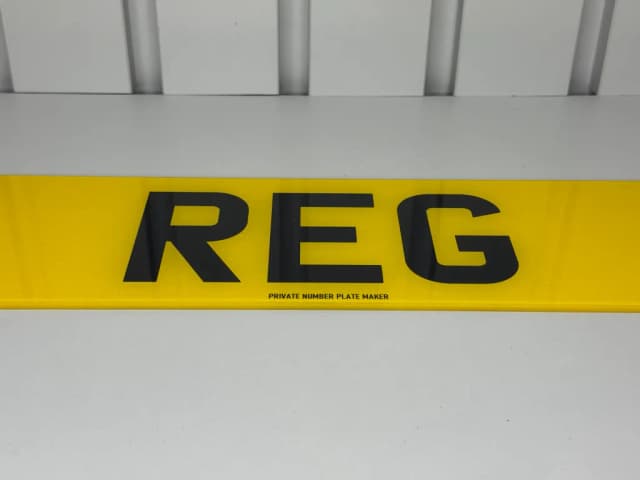 REG
PRIVATE NUMBER PLATE MAKER